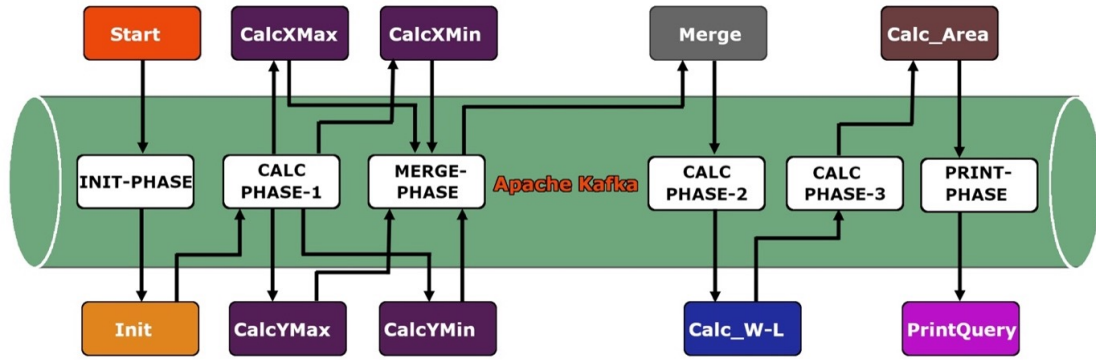 Start
CalcXMax
CalcXMin
Merge
Calc_Area
INIT-PHASE
CALC
PHASE-1
MERGE-
PHASE
Apache Kafka
CALC
PHASE-2
CALC
PHASE-3
PRINT-
PHASE
Init
CalcYMax
CalcYMin
Calc_W-L
PrintQuery